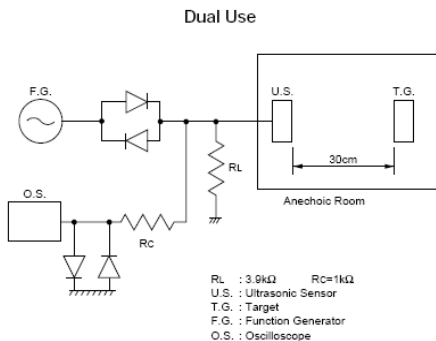 Dual Use
F.G.
U.S.
T.G.
30cm
RL
Anechoic Room
O.S.
Rc
RL : 3.9kΩ Rc=1kΩ
U.S. : Ultrasonic Sensor
T.G. : Target
F.G. : Function Generator
O.S. : Oscilloscope